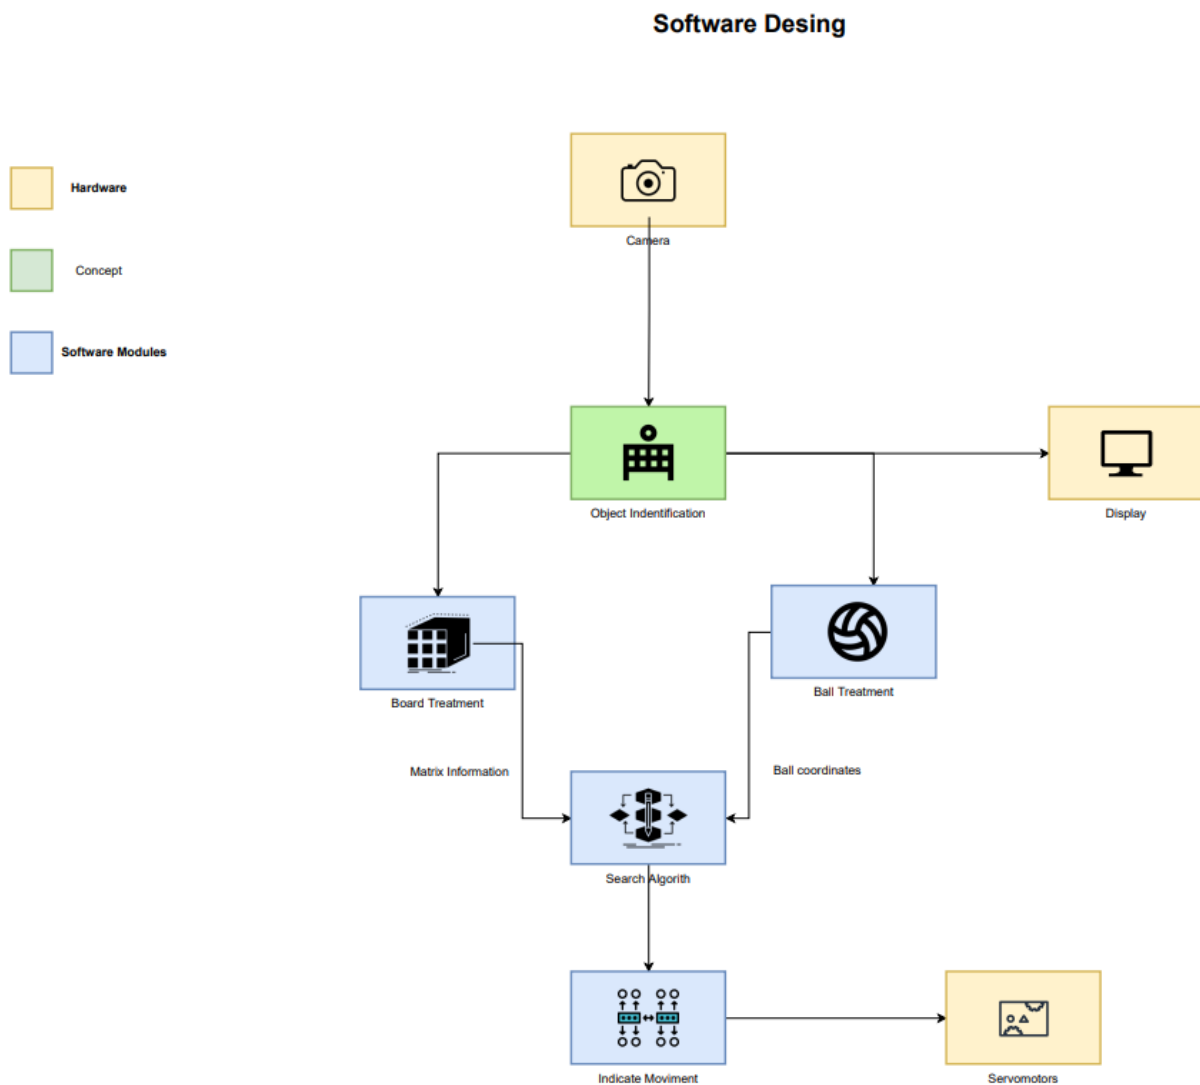 Software Desing
Hardware
Concept
Software Modules
Camera
Object Indentification
Display
Board Treatment
Ball Treatment
Matrix Information
Ball coordinates
Search Algorith
Indicate Moviment
Servomotors